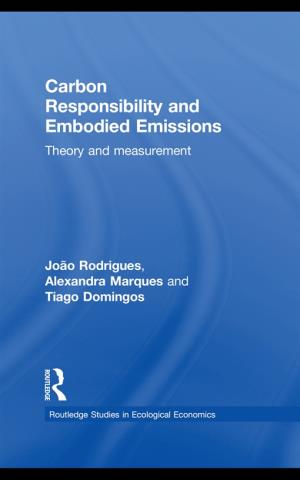 Carbon
Responsibility and
Embodied Emissions
Theory and measurement
João Rodrigues,
Alexandra Marques and
Tiago Domingos
ROUTLEDGE
Routledge Studies in Ecological Economics